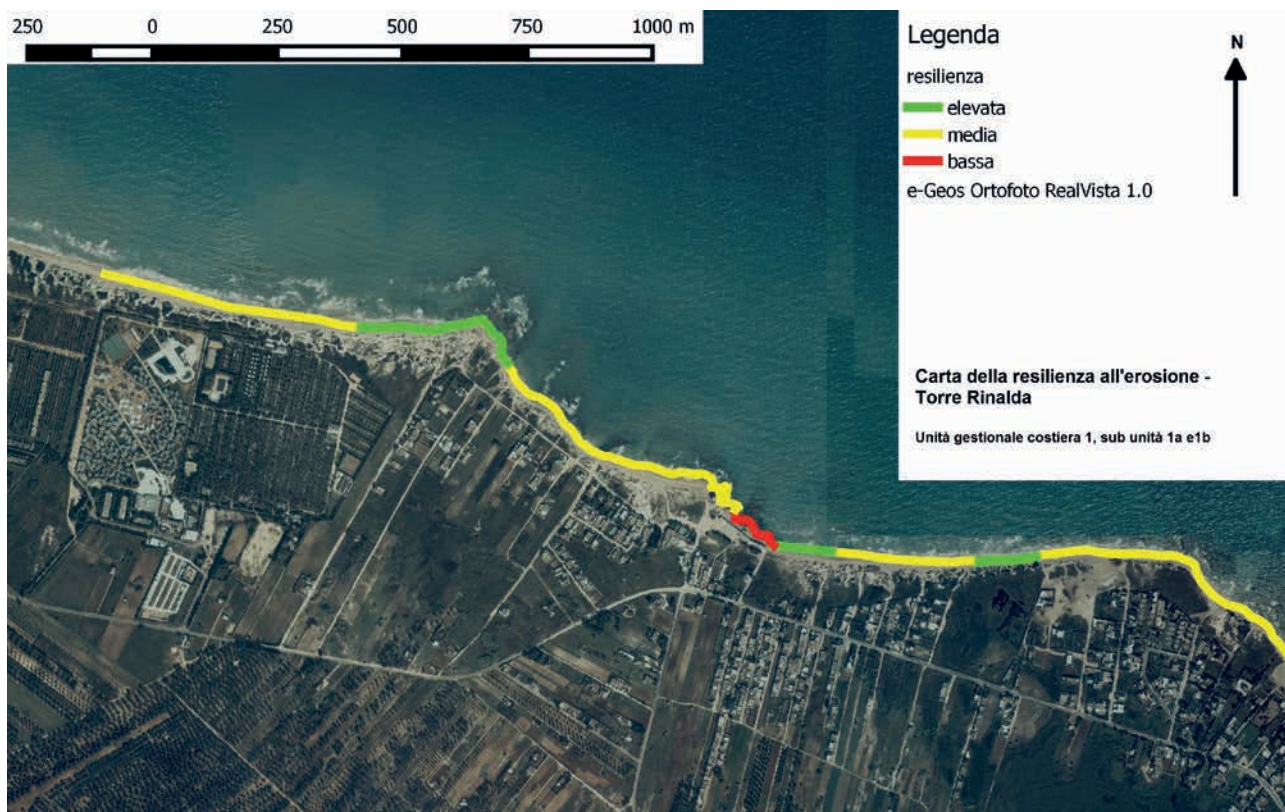 250 0 250 500 750 1000 m
Legenda
N
resilienza
elevata
media
bassa
e-Geos Ortofoto RealVista 1.0
Carta della resilienza all'erosione -
Torre Rinalda
Unità gestionale costiera 1, sub unità 1a e1b